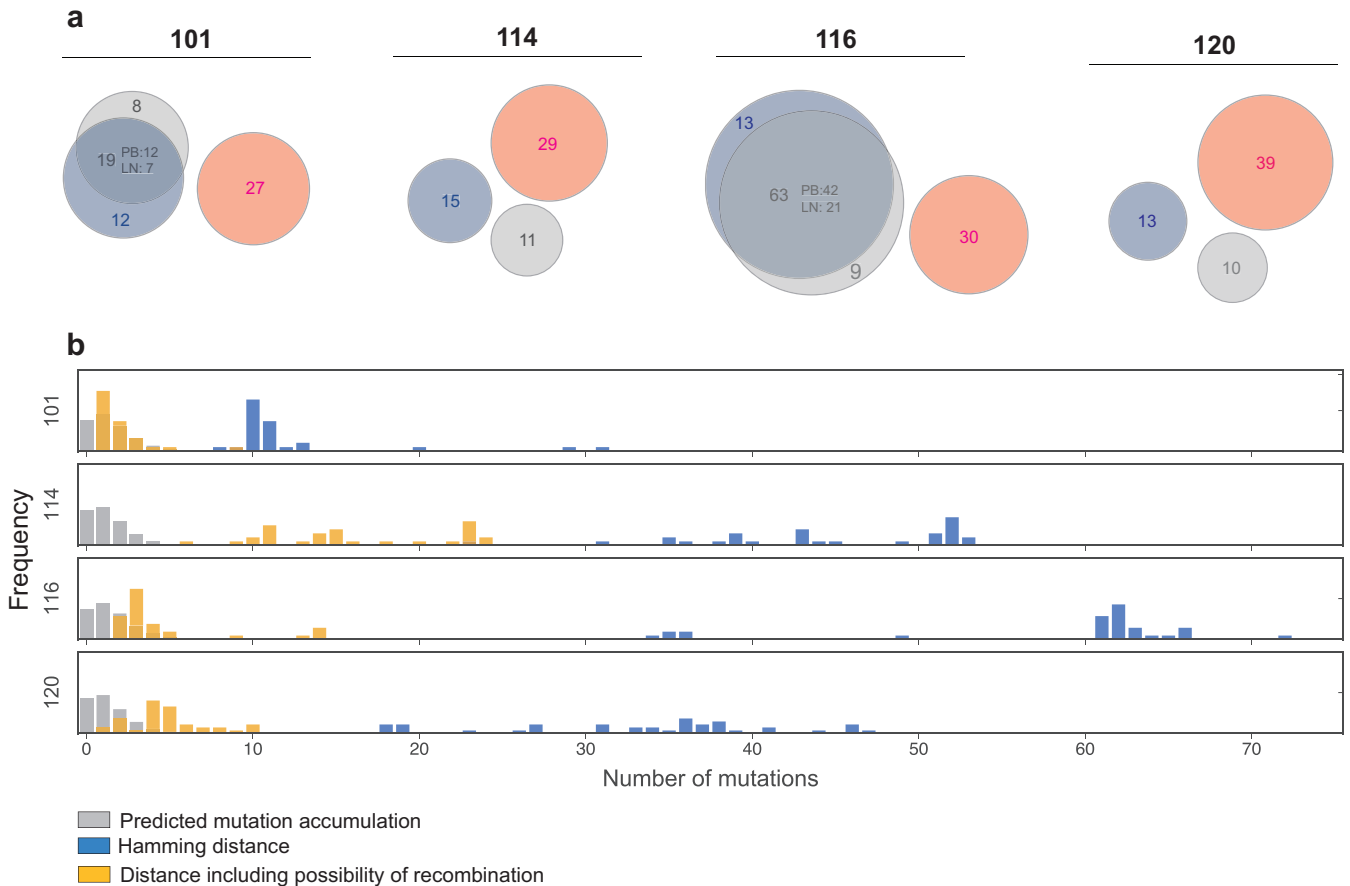 a
101
114
116
120
8
19
PB:12
LN: 7
12
27
29
15
11
13
63
PB:42
LN: 21
9
30
39
13
10
b
Frequency
101
114
116
120
0
10
20
30
40
50
60
70
Number of mutations
Predicted mutation accumulation
Hamming distance
Distance including possibility of recombination